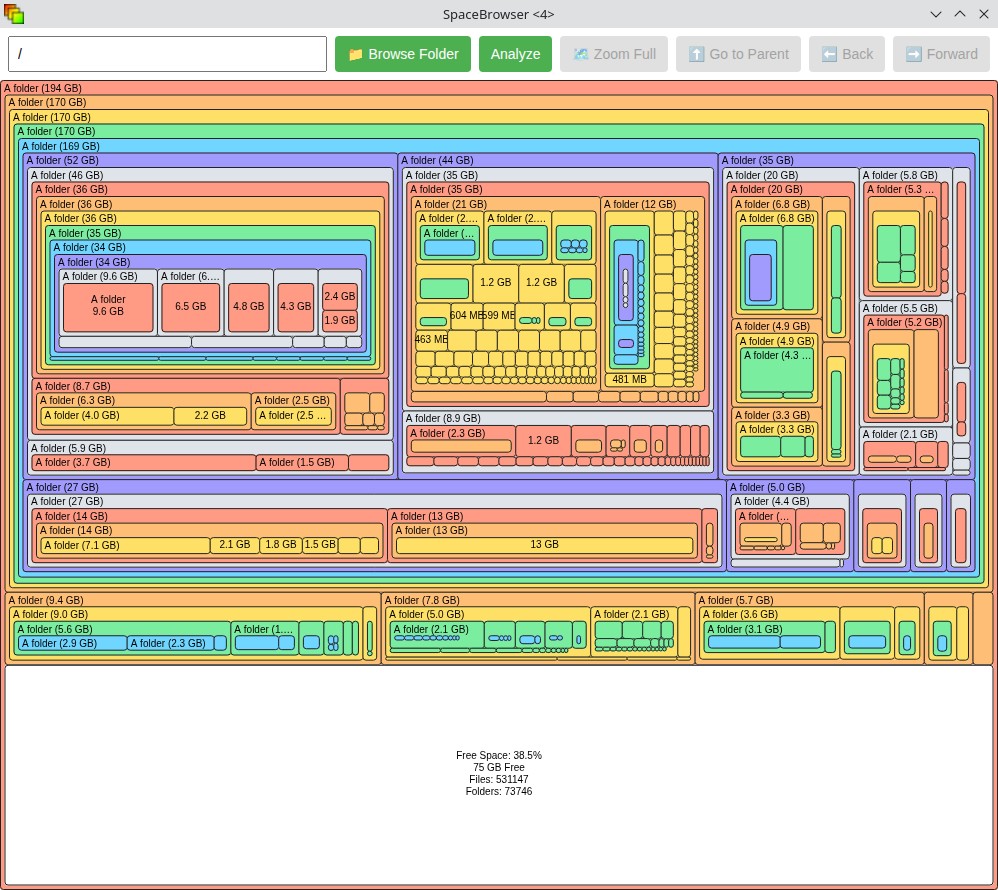 SpaceBrowser <4>
/
Browse Folder
Analyze
Zoom Full
Go to Parent
Back
Forward
A folder (194 GB)
A folder (170 GB)
A folder (170 GB)
A folder (170 GB)
A folder (169 GB)
A folder (52 GB)
A folder (46 GB)
A folder (36 GB)
A folder (36 GB)
A folder (36 GB)
A folder (35 GB)
A folder (34 GB)
A folder (34 GB)
A folder (9.6 GB)
A folder
9.6 GB
A folder (6....
6.5 GB
4.8 GB
4.3 GB
2.4 GB
1.9 GB
A folder (8.7 GB)
A folder (6.3 GB)
A folder (4.0 GB)
2.2 GB
A folder (2.5 GB)
A folder (2.5 ...
A folder (5.9 GB)
A folder (3.7 GB)
A folder (1.5 GB)
A folder (44 GB)
A folder (35 GB)
A folder (35 GB)
A folder (21 GB)
A folder (2....
A folder (...
A folder (2....
1.2 GB
1.2 GB
604 MB
599 MB
463 MB
A folder (12 GB)
481 MB
A folder (8.9 GB)
A folder (2.3 GB)
1.2 GB
A folder (35 GB)
A folder (20 GB)
A folder (20 GB)
A folder (6.8 GB)
A folder (6.8 GB)
A folder (4.9 GB)
A folder (4.9 GB)
A folder (4.3 ...
A folder (3.3 GB)
A folder (3.3 GB)
A folder (5.8 GB)
A folder (5.3 ...
A folder (5.5 GB)
A folder (5.2 GB)
A folder (2.1 GB)
A folder (27 GB)
A folder (27 GB)
A folder (14 GB)
A folder (14 GB)
A folder (7.1 GB)
2.1 GB
1.8 GB
1.5 GB
A folder (13 GB)
A folder (13 GB)
13 GB
A folder (5.0 GB)
A folder (4.4 GB)
A folder (...
A folder (9.4 GB)
A folder (9.0 GB)
A folder (5.6 GB)
A folder (2.9 GB)
A folder (2.3 GB)
A folder (1....
A folder (7.8 GB)
A folder (5.0 GB)
A folder (2.1 GB)
A folder (2.1 GB)
A folder (5.7 GB)
A folder (3.6 GB)
A folder (3.1 GB)
Free Space: 38.5%
75 GB Free
Files: 531147
Folders: 73746